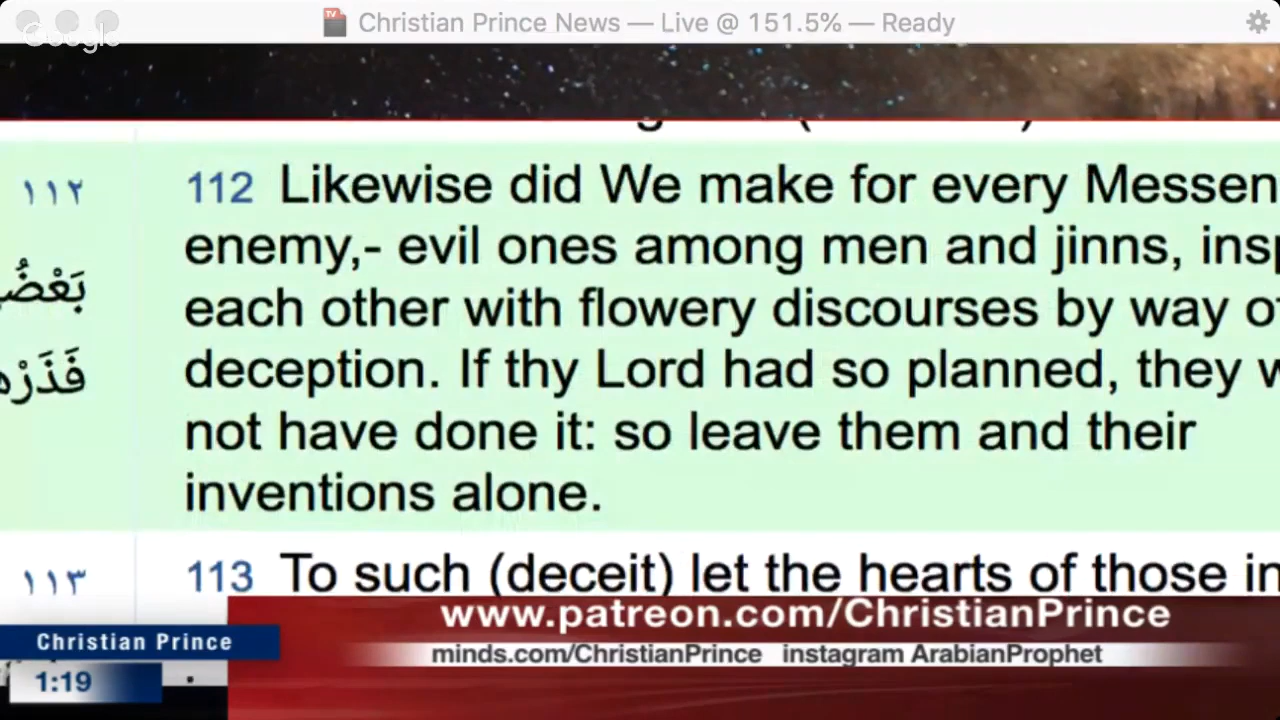 Christian Prince News — Live @ 151.5% — Ready
Google
١١٢ 112 Likewise did We make for every Messen
enemy,- evil ones among men and jinns, insp
بَعْضُ each other with flowery discourses by way o
فَذَرْهُ deception. If thy Lord had so planned, they w
not have done it: so leave them and their
inventions alone.
١١٣ 113 To such (deceit) let the hearts of those in
www.patreon.com/ChristianPrince
Christian Prince
minds.com/ChristianPrince instagram ArabianProphet
1:19